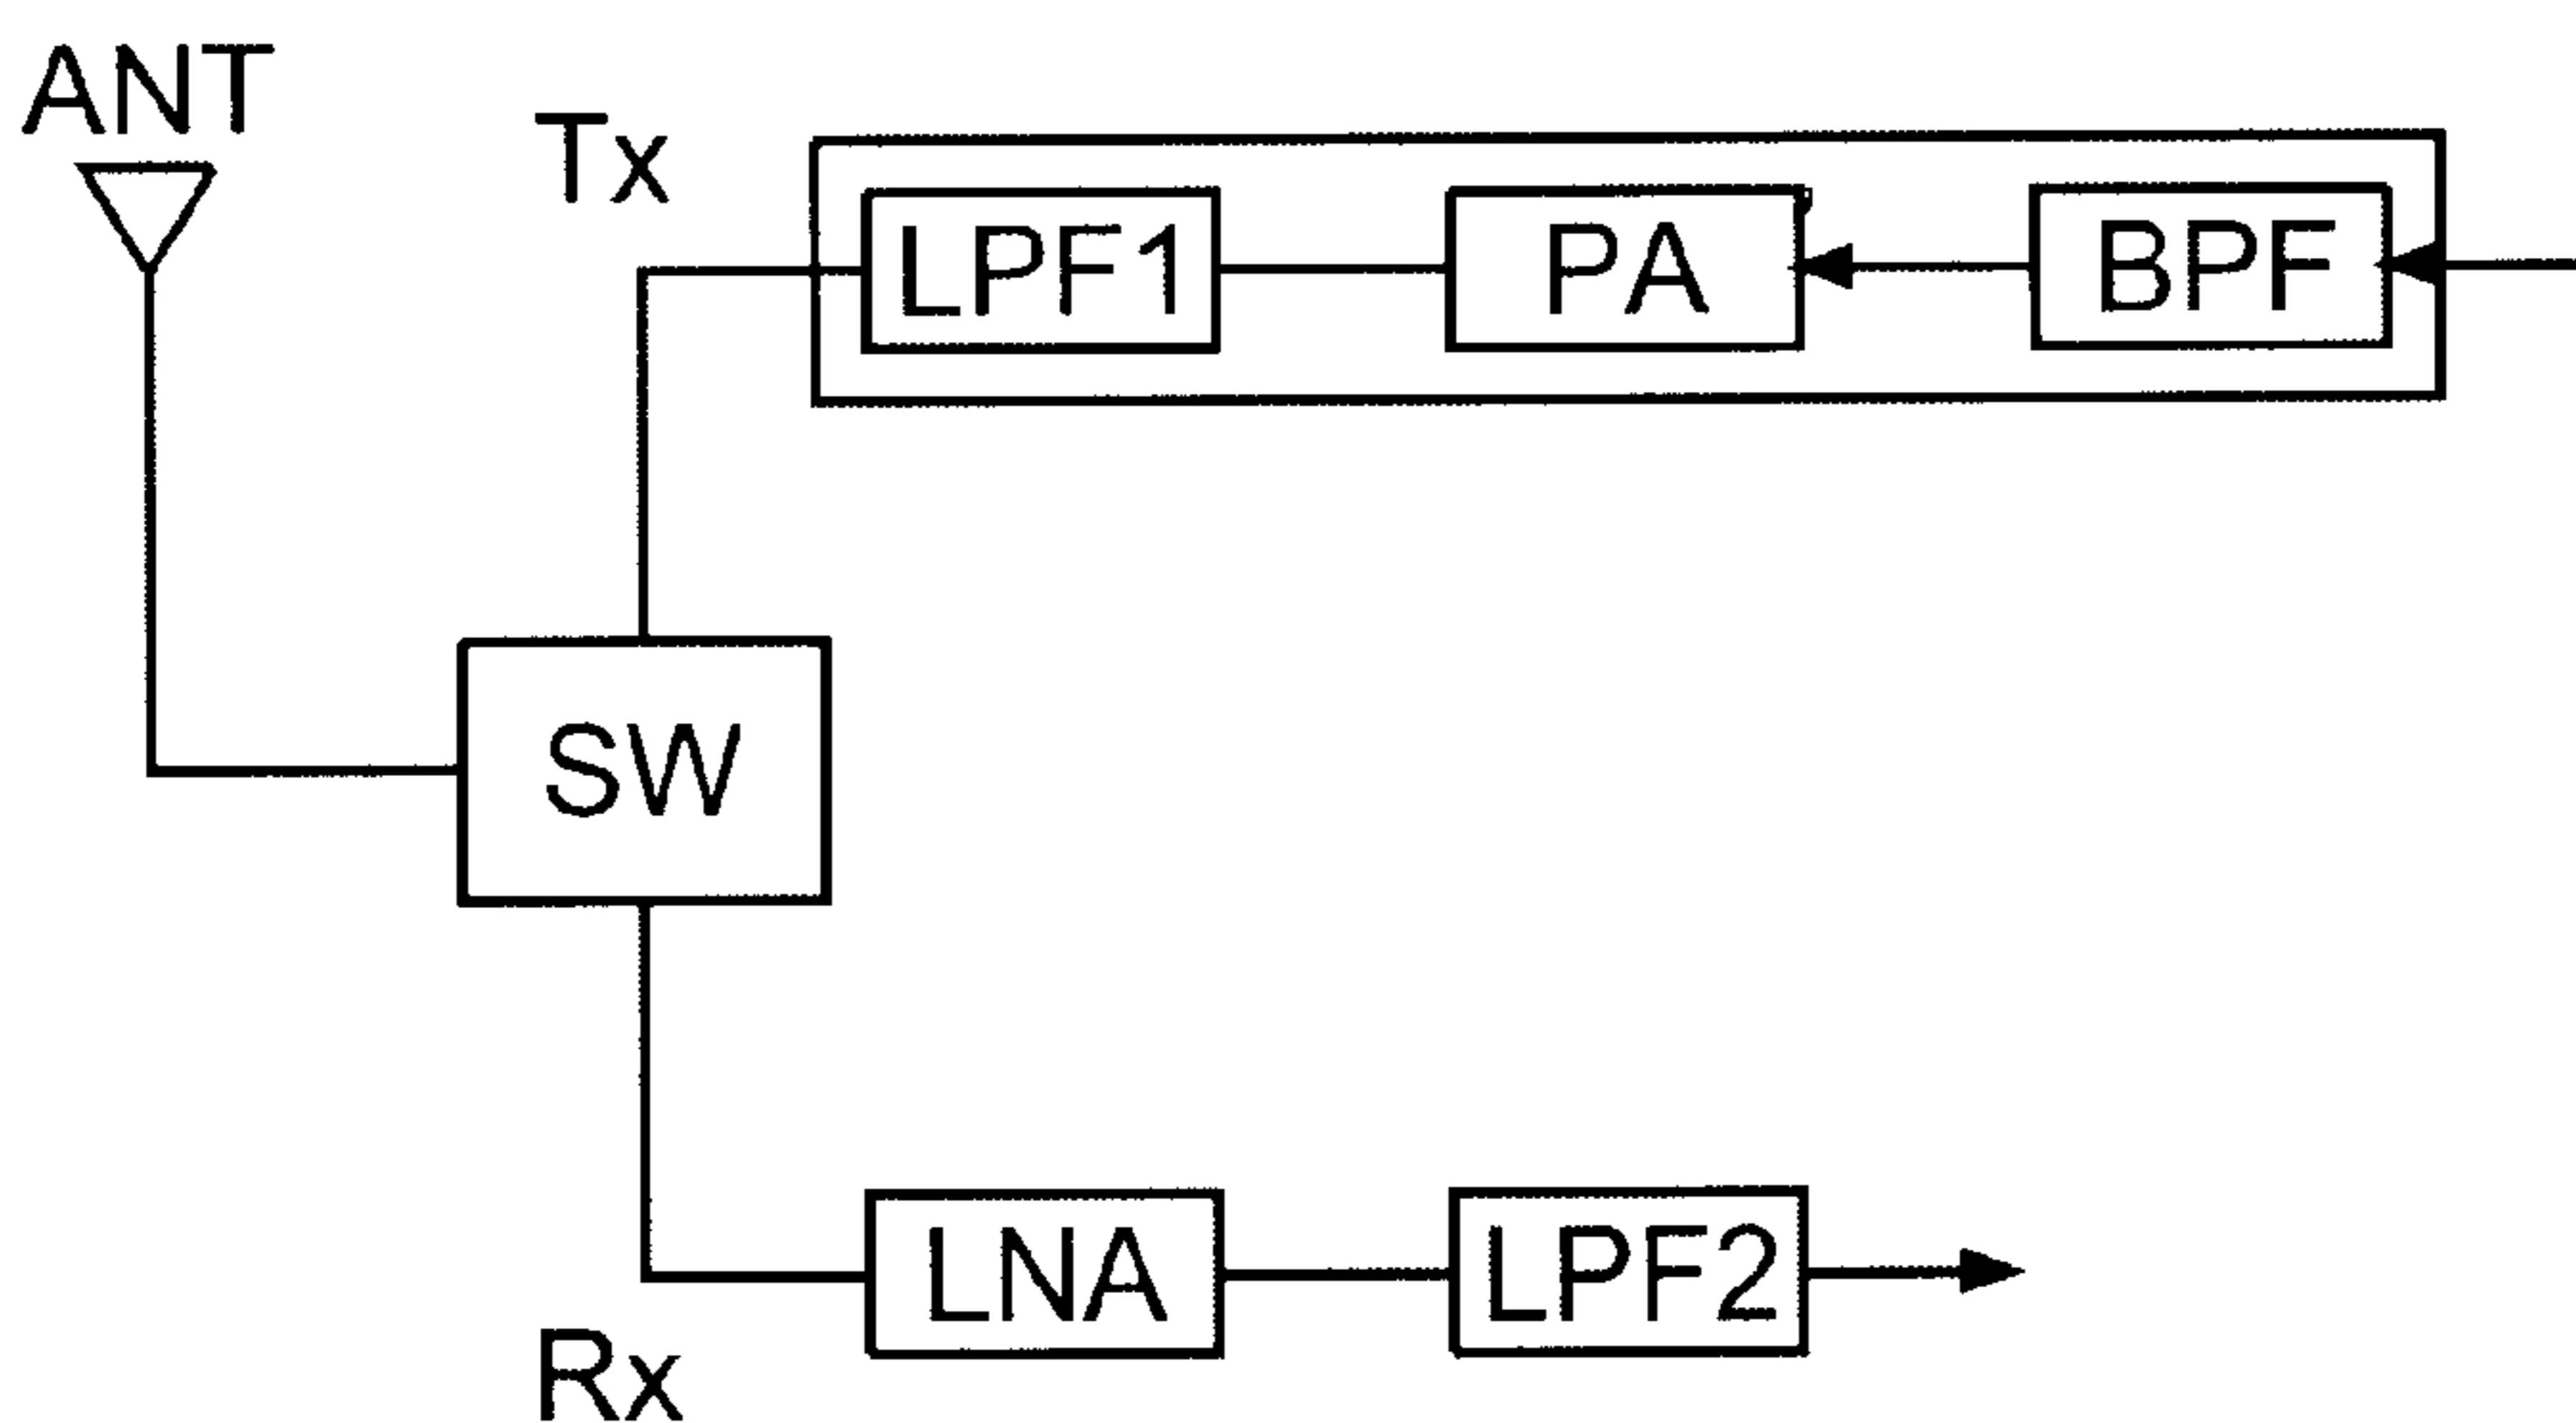 ANT
Tx
LPF1
PA
BPF
SW
LNA
LPF2
Rx